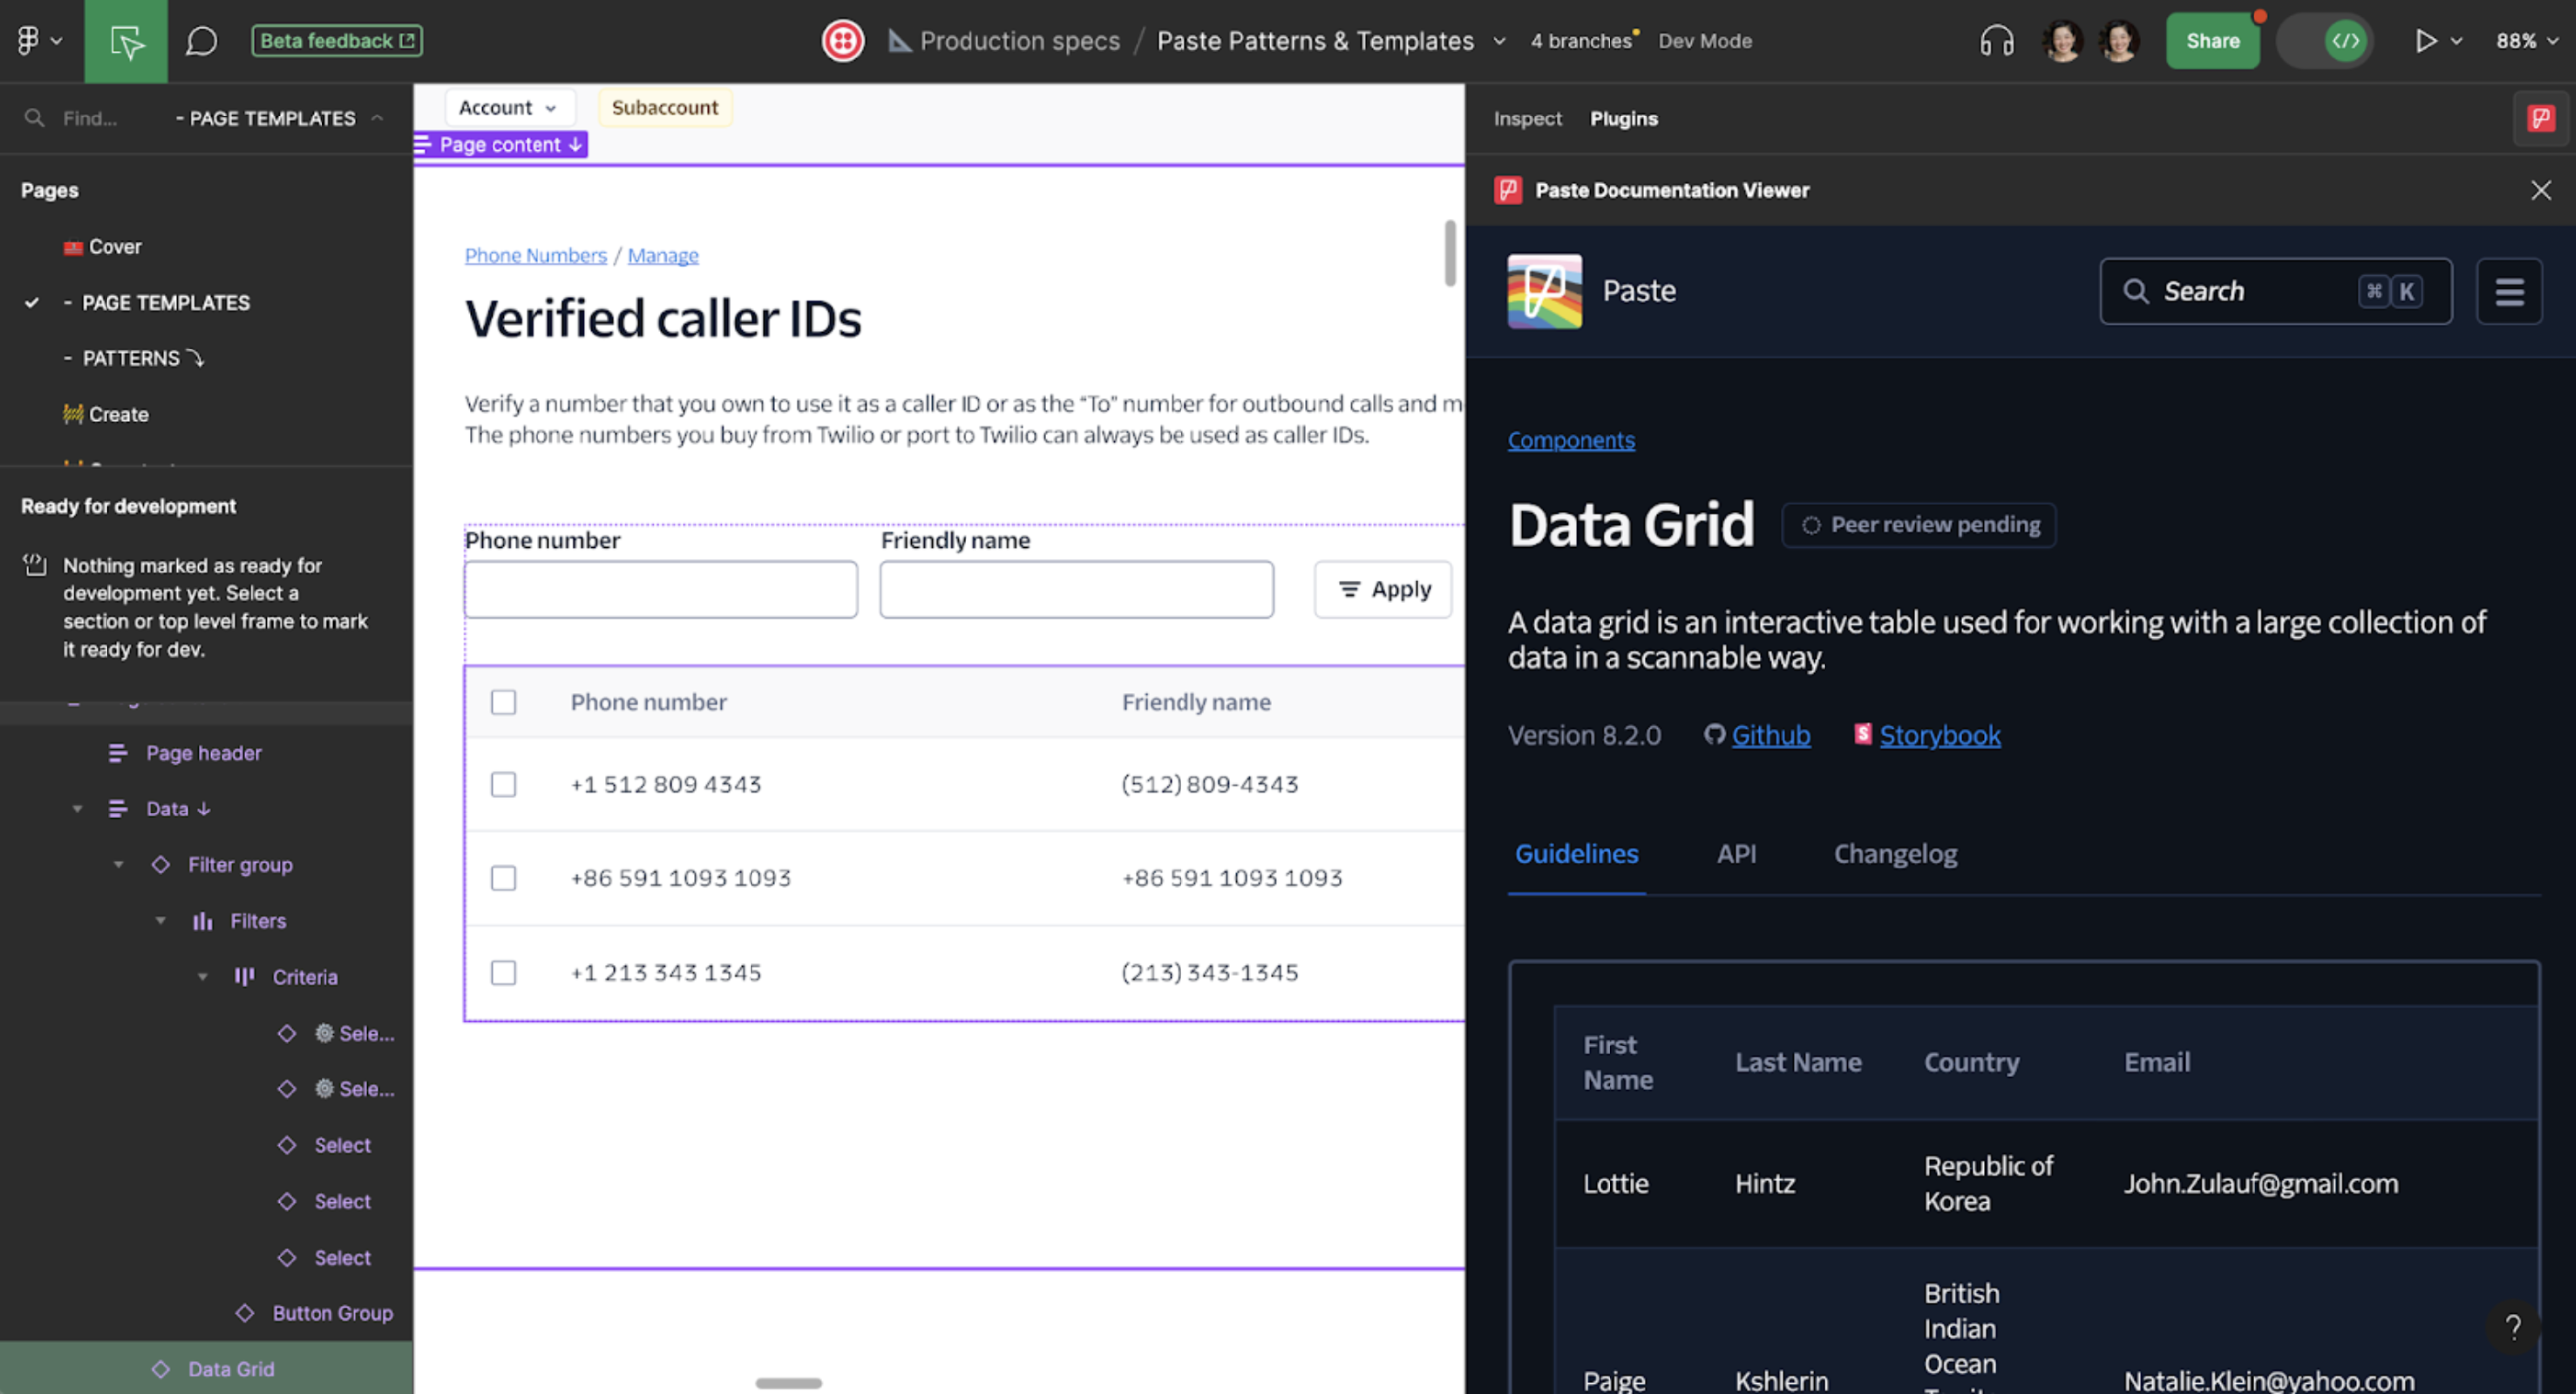 Beta feedback
Production specs / Paste Patterns & Templates
4 branches
Dev Mode
Share
88%
Find...
- PAGE TEMPLATES
Pages
Cover
- PAGE TEMPLATES
- PATTERNS
Create
Ready for development
Nothing marked as ready for
development yet. Select a
section or top level frame to mark
it ready for dev.
Page header
Data ↓
Filter group
Filters
Criteria
Sele...
Sele...
Select
Select
Select
Button Group
Data Grid
Account
Subaccount
Page content ↓
Phone Numbers / Manage
Verified caller IDs
Verify a number that you own to use it as a caller ID or as the “To” number for outbound calls and m
The phone numbers you buy from Twilio or port to Twilio can always be used as caller IDs.
Phone number
Friendly name
Apply
Phone number Friendly name
+1 512 809 4343 (512) 809-4343
+86 591 1093 1093 +86 591 1093 1093
+1 213 343 1345 (213) 343-1345
Inspect Plugins
Paste Documentation Viewer
Paste
Search
⌘ K
Components
Data Grid
Peer review pending
A data grid is an interactive table used for working with a large collection of
data in a scannable way.
Version 8.2.0 Github Storybook
Guidelines API Changelog
First
Name
Last Name
Country
Email
Lottie
Hintz
Republic of
Korea
John.Zulauf@gmail.com
Paige
Kshlerin
British
Indian
Ocean
Natalie.Klein@yahoo.com
?